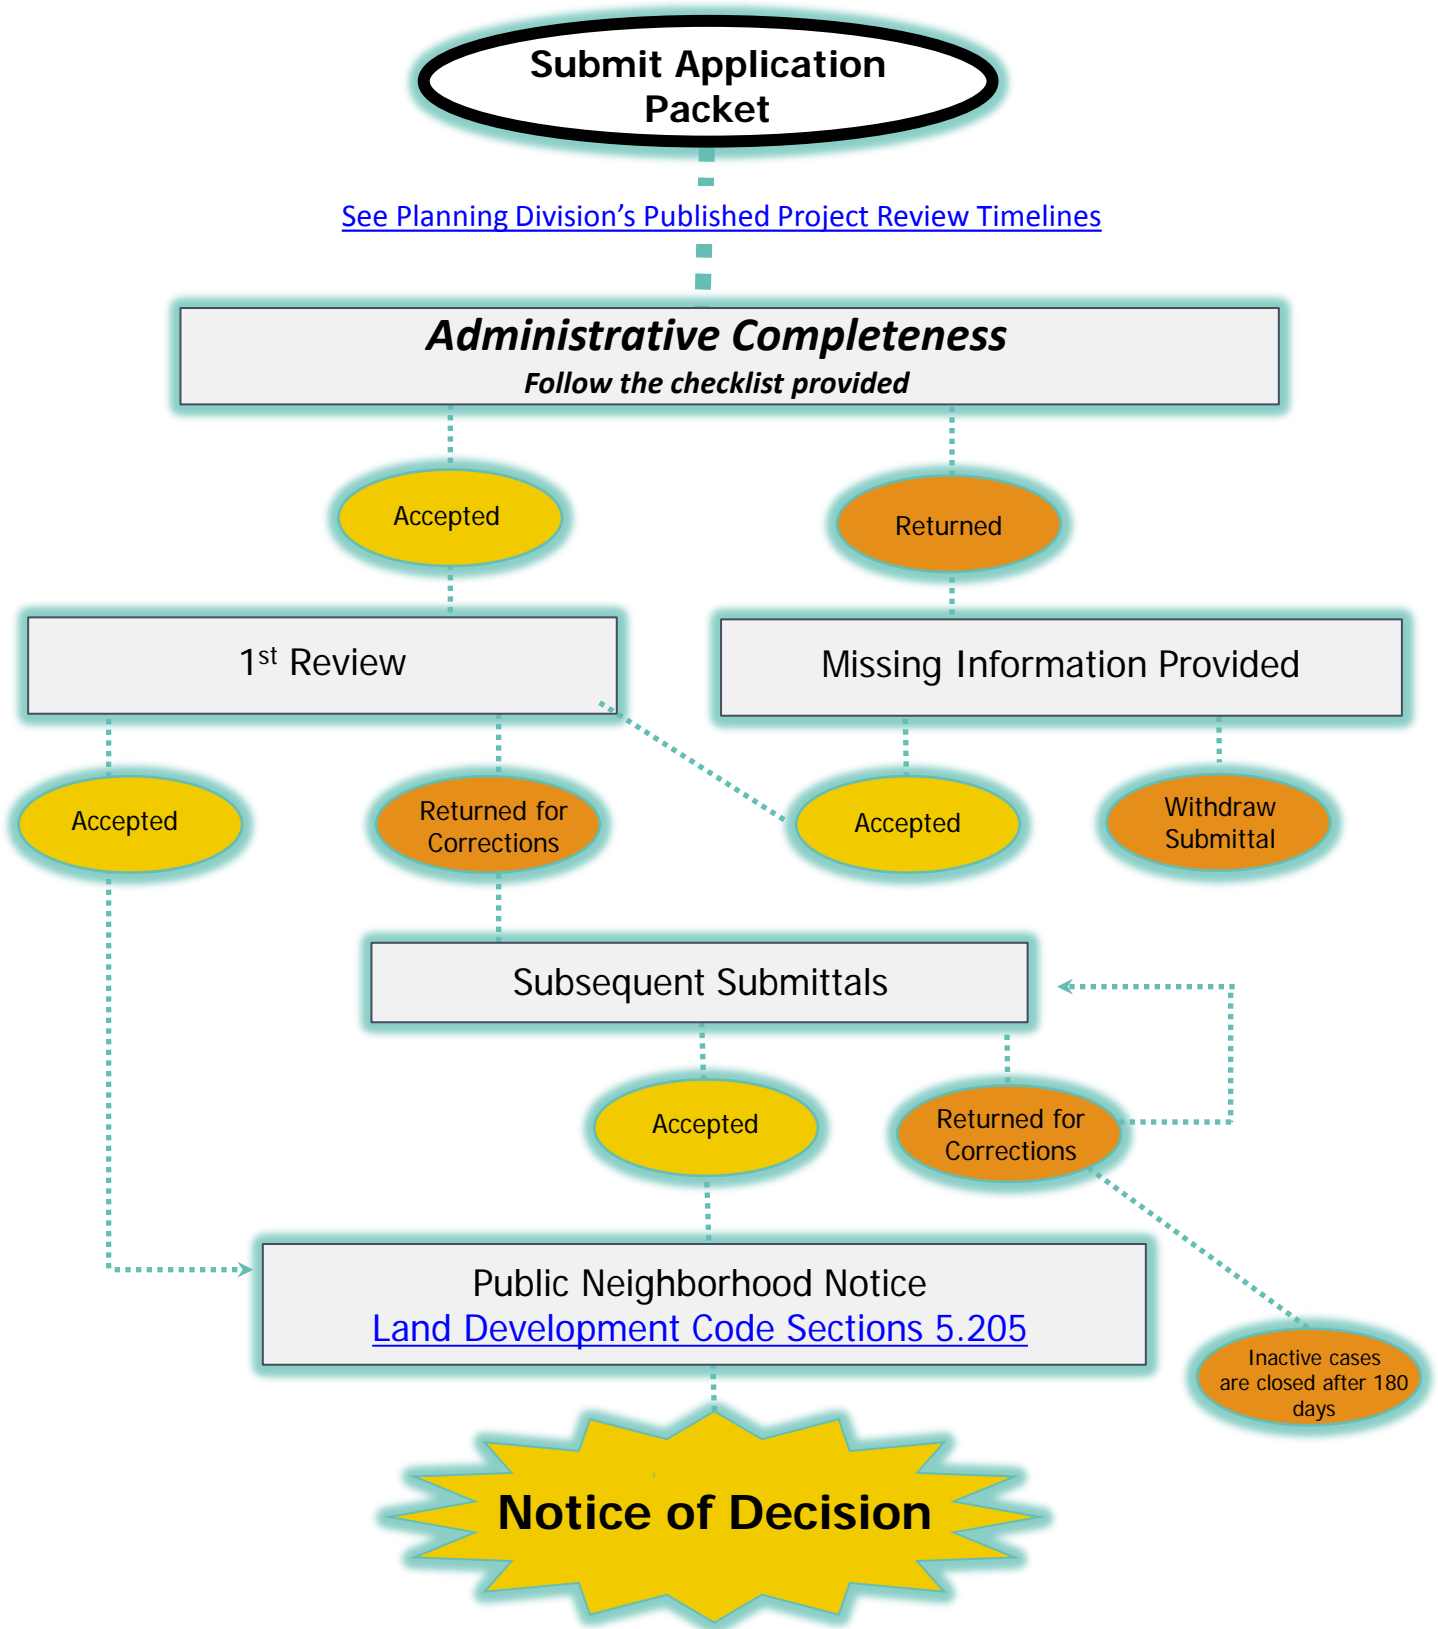 Submit Application
Packet
See Planning Division’s Published Project Review Timelines
Administrative Completeness
Follow the checklist provided
Accepted
Returned
1st Review
Missing Information Provided
Accepted
Returned for
Corrections
Accepted
Withdraw
Submittal
Subsequent Submittals
Accepted
Returned for
Corrections
Public Neighborhood Notice
Land Development Code Sections 5.205
Inactive cases
are closed after 180
days
Notice of Decision